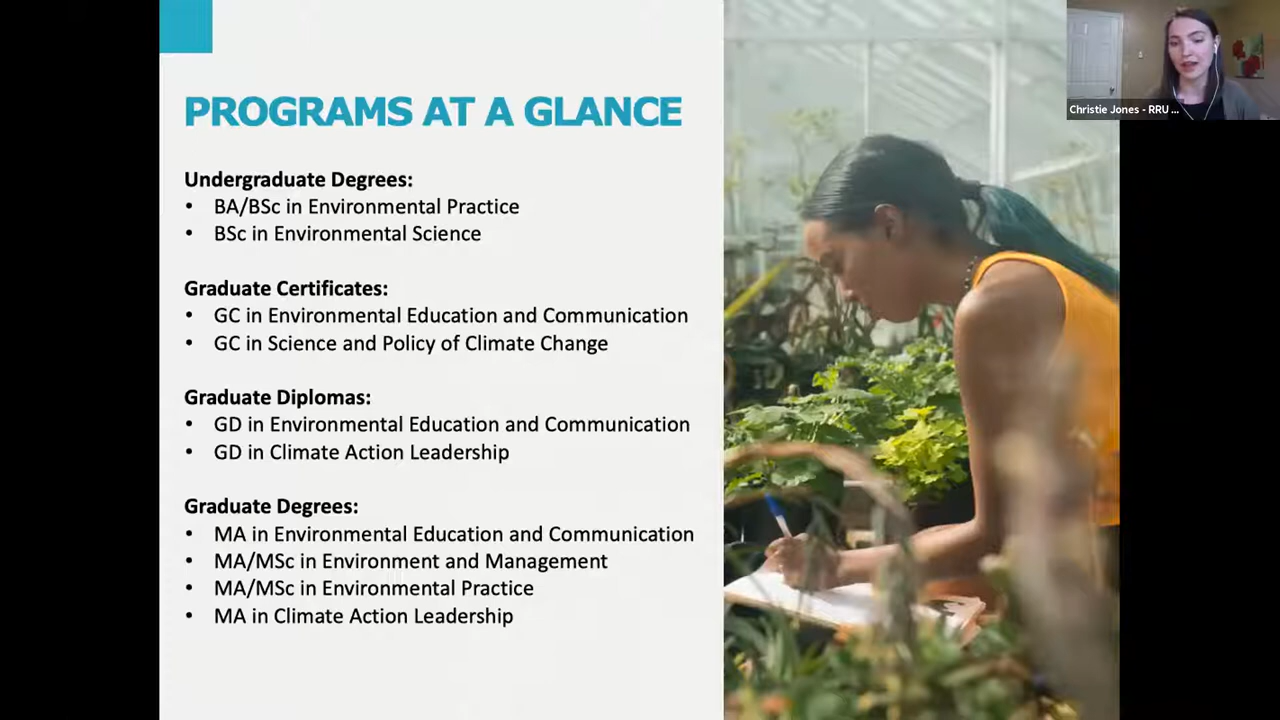 PROGRAMS AT A GLANCE
Undergraduate Degrees:
• BA/BSc in Environmental Practice
• BSc in Environmental Science
Graduate Certificates:
• GC in Environmental Education and Communication
• GC in Science and Policy of Climate Change
Graduate Diplomas:
• GD in Environmental Education and Communication
• GD in Climate Action Leadership
Graduate Degrees:
• MA in Environmental Education and Communication
• MA/MSc in Environment and Management
• MA/MSc in Environmental Practice
• MA in Climate Action Leadership
Christie Jones - RRU ...